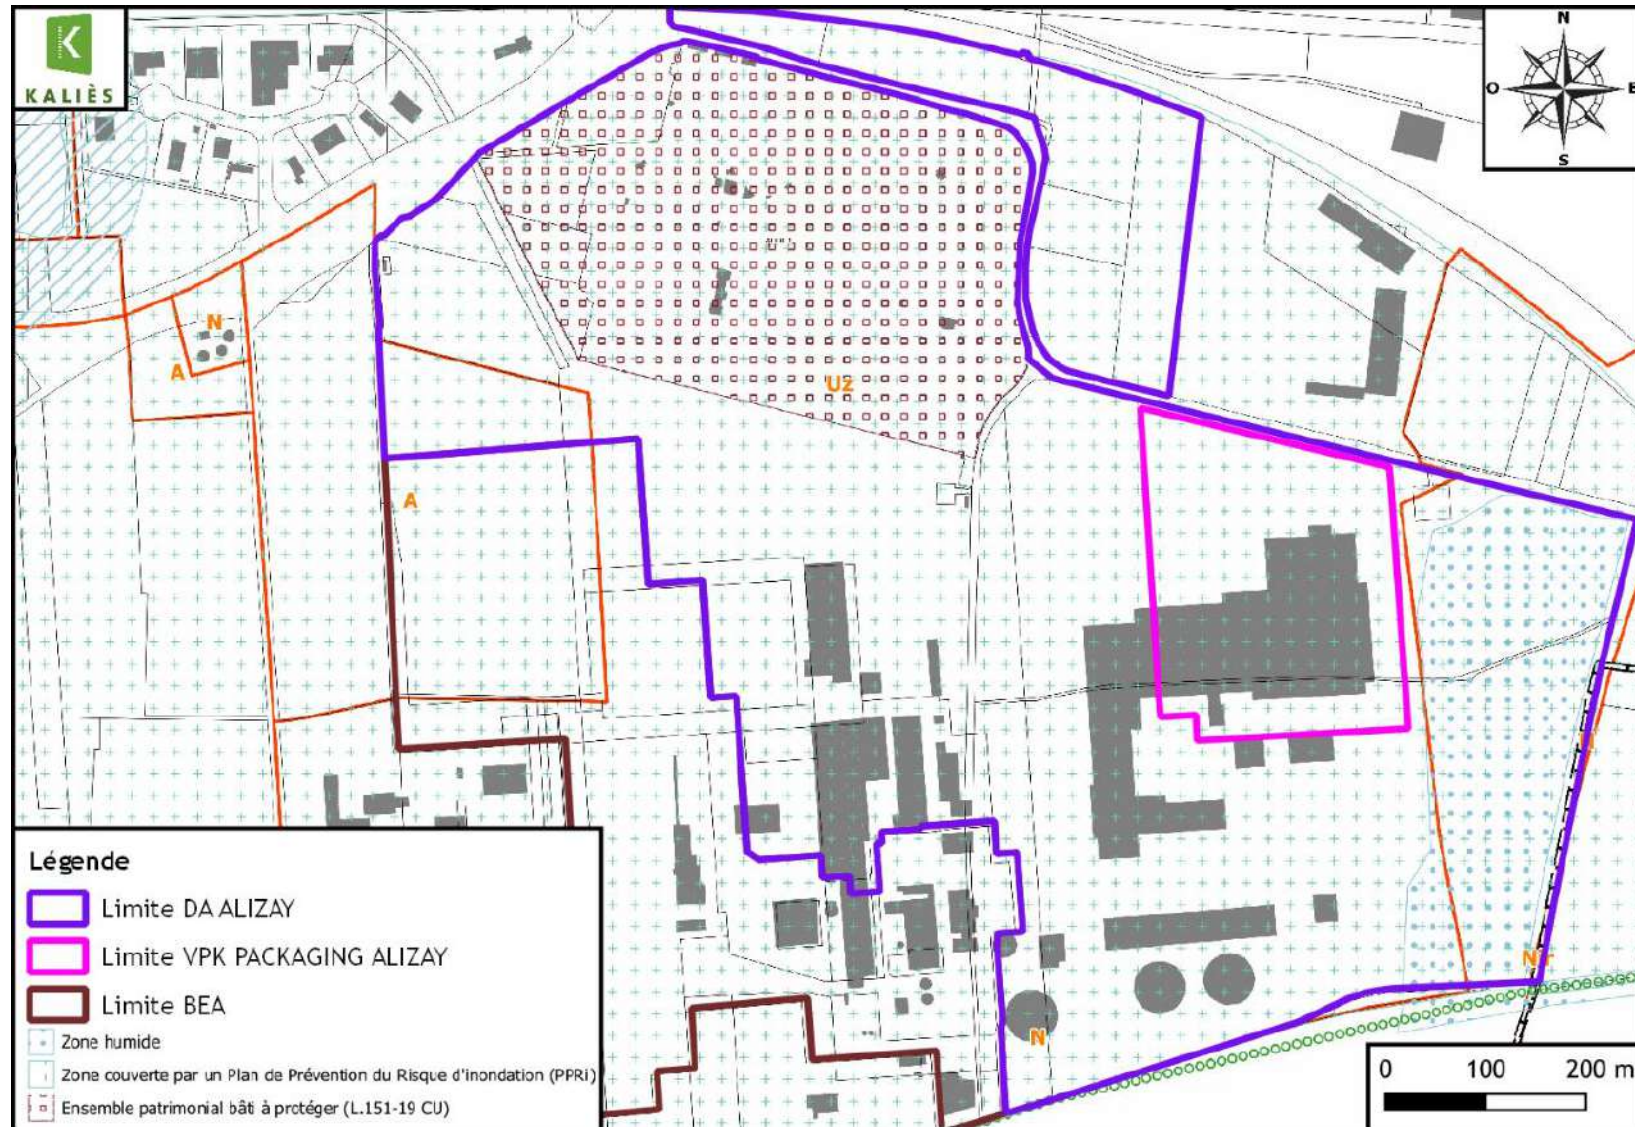 KALIÈS
N
O
E
S
N
A
Uz
A
N
Légende
Limite DA ALIZAY
Limite VPK PACKAGING ALIZAY
Limite BEA
Zone humide
Zone couverte par un Plan de Prévention du Risque d'inondation (PPRi)
Ensemble patrimonial bâti à protéger (L.151-19 CU)
0 100 200 m